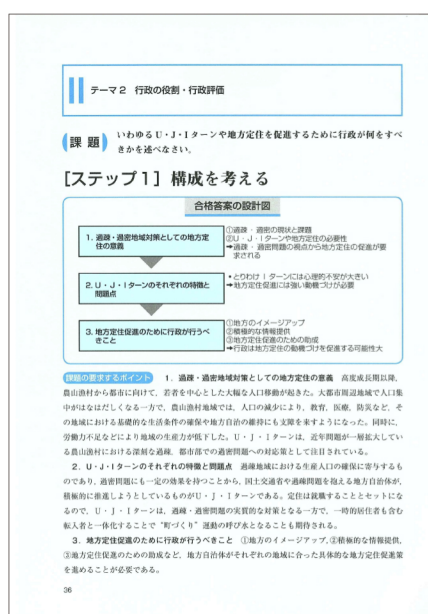 テーマ2 行政の役割・行政評価
課題
いわゆるU・J・Iターンや地方定住を促進するために行政が何をすべ
きかを述べなさい。
[ステップ1] 構成を考える
合格答案の設計図
1. 過疎・過密地域対策としての地方定
住の意義
①過疎・過密の現状と課題
②U・J・Iターンや地方定住の必要性
➡過疎・過密問題の視点から地方定住の促進が要
求される
2. U・J・Iターンのそれぞれの特徴と
問題点
•とりわけIターンには心理的不安が大きい
➡地方定住促進には強い動機づけが必要
3. 地方定住促進のために行政が行うべ
きこと
①地方のイメージアップ
②積極的な情報提供
③地方定住促進のための助成
➡行政は地方定住の動機づけを促進する可能性大
課題の要求するポイント 1. 過疎・過密地域対策としての地方定住の意義 高度成長期以降,
農山漁村から都市に向けて,若者を中心とした大幅な人口移動が起きた。大都市周辺地域で人口集
中がはなはだしくなる一方で,農山漁村地域では,人口の減少により,教育,医療,防災など,そ
の地域における基礎的な生活条件の確保や地方自治の維持にも支障を来すようになった。同時に,
労働力不足などにより地域の生産力が低下した。U・J・Iターンは,近年問題が一層拡大してい
る農山漁村における深刻な過疎,都市部での過密問題への対応策として注目されている。
2. U・J・Iターンのそれぞれの特徴と問題点 過疎地域における生産人口の確保に寄与するも
のであり,過密問題にも一定の効果を持つことから,国土交通省や過疎問題を抱える地方自治体が,
積極的に推進しようとしているものがU・J・Iターンである。定住は就職することとセットにな
るので,U・J・Iターンは,過疎・過密問題の実質的な対策となる一方で,一時的居住者も含む
転入者と一体化することで“町づくり”運動の呼び水となることも期待される。
3. 地方定住促進のために行政が行うべきこと ①地方のイメージアップ,②積極的な情報提供,
③地方定住促進のための助成など,地方自治体がそれぞれの地域に合った具体的な地方定住促進策
を進めることが必要である。
36